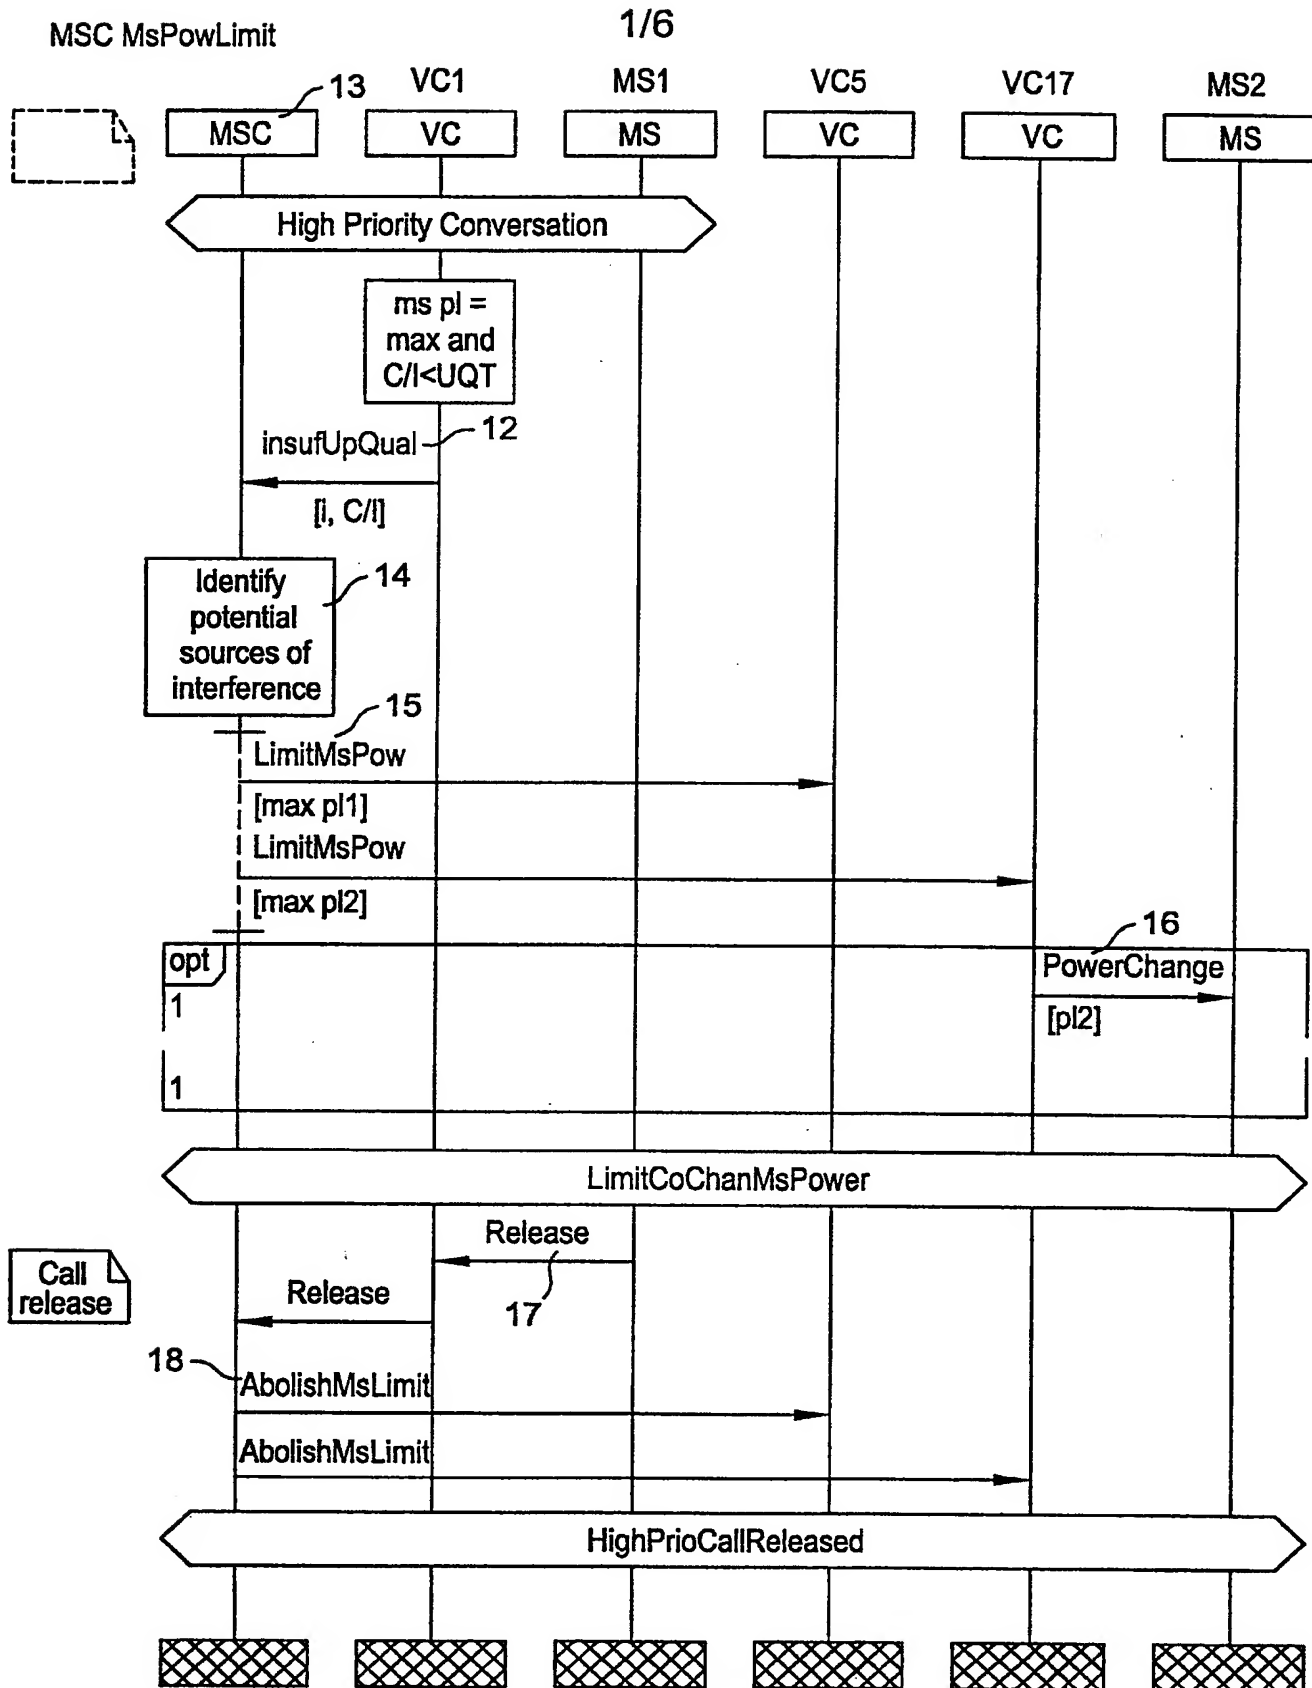 1/6
MSC MsPowLimit
13
VC1
MS1
VC5
VC17
MS2
MSC
VC
MS
VC
VC
MS
High Priority Conversation
ms pl =
max and
C/I<UQT
12
insufUpQual
[i, C/I]
Identify
potential
sources of
interference
14
15
LimitMsPow
[max pl1]
LimitMsPow
[max pl2]
16
opt
PowerChange
1
[pl2]
1
LimitCoChanMsPower
Release
17
Call
release
Release
18
AbolishMsLimit
AbolishMsLimit
HighPrioCallReleased